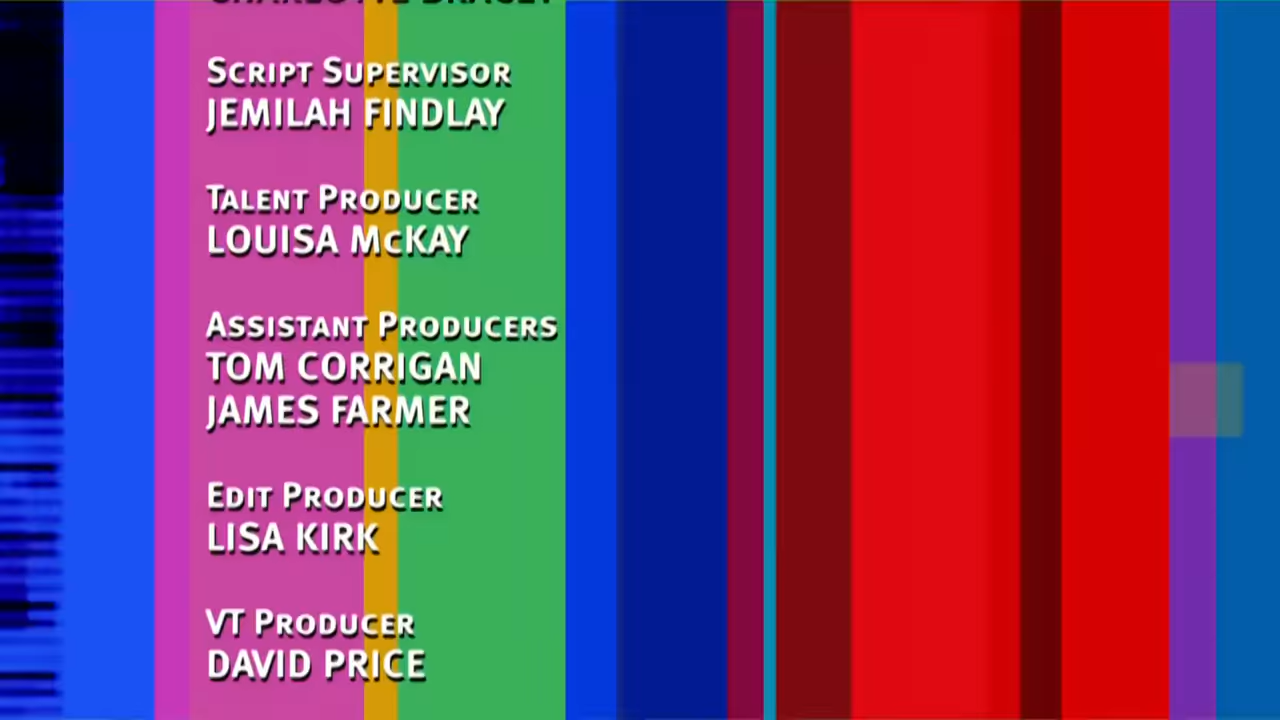 Script Supervisor
JEMILAH FINDLAY
Talent Producer
LOUISA McKAY
Assistant Producers
TOM CORRIGAN
JAMES FARMER
Edit Producer
LISA KIRK
VT Producer
DAVID PRICE